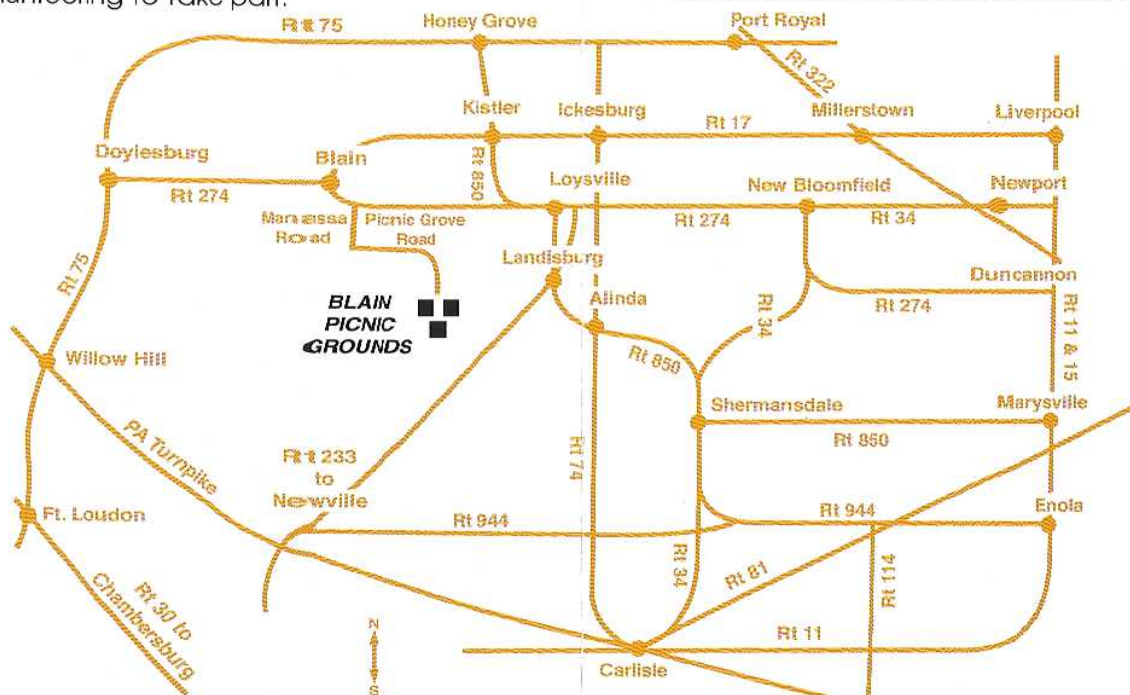 to take part.
Rt 75
Honey Grove
Port Royal
Rt 322
Kistler
Ickesburg
Rt 17
Millerstown
Liverpool
Doylesburg
Blain
Rt 850
Loysville
New Bloomfield
Newport
Rt 274
Manassa
Road
Picnic Grove
Road
Rt 274
Rt 34
Landisburg
Duncannon
Rt 75
BLAIN
PICNIC
GROUNDS
Alinda
Rt 34
Rt 274
Rt 11 & 15
Willow Hill
Rt 850
Shermansdale
Marysville
PA Turnpike
Rt 850
Rt 74
Rt 233
to
Newville
Ft. Loudon
Rt 944
Rt 944
Enola
Rt 34
Rt 81
Rt 114
Rt 30 to
Chambersburg
N
S
Rt 11
Carlisle